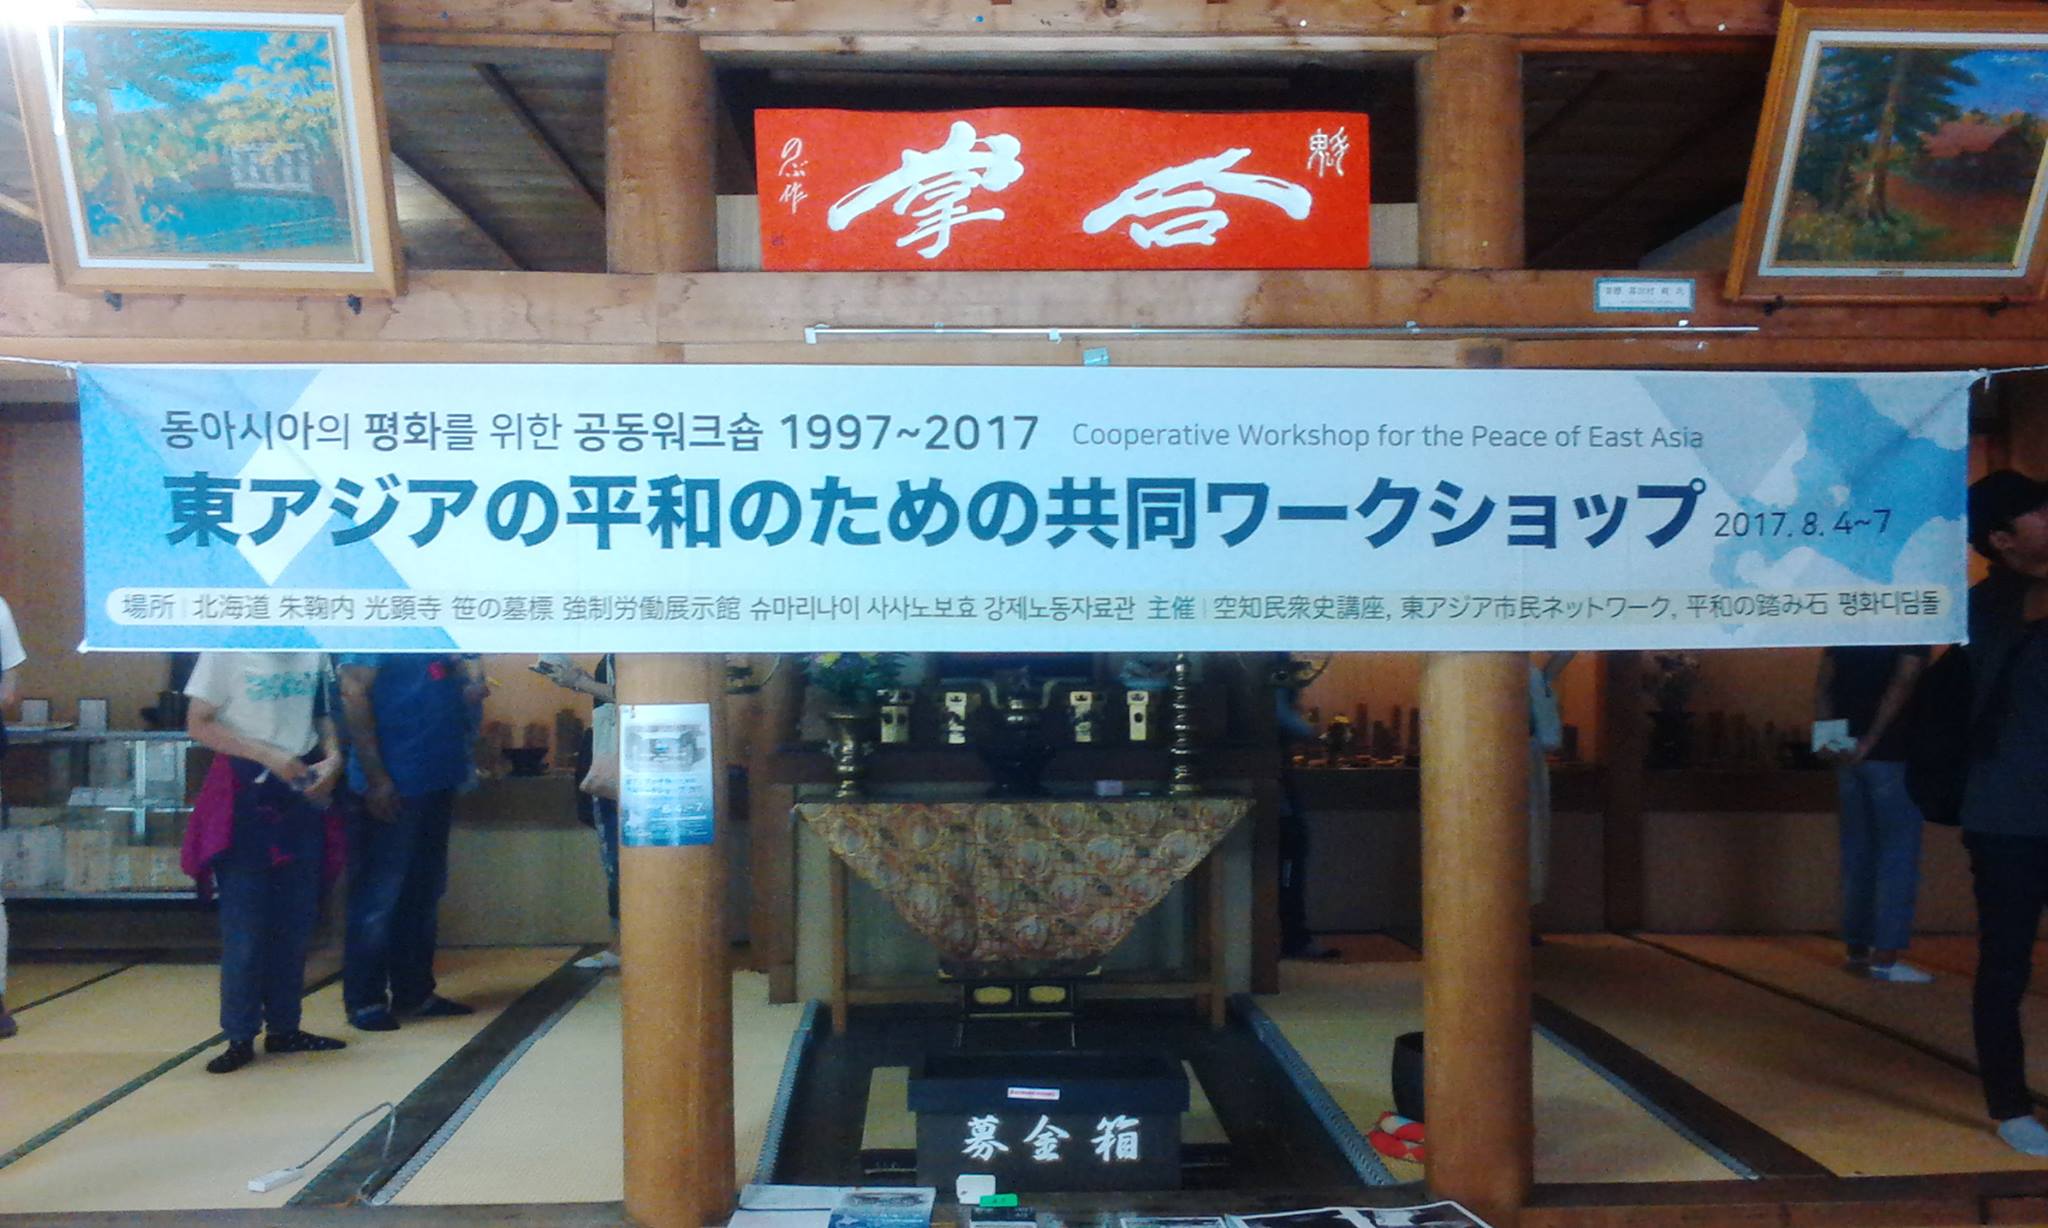 合掌
のぶ作
동아시아의 평화를 위한 공동워크숍 1997~2017 Cooperative Workshop for the Peace of East Asia
東アジアの平和のための共同ワークショップ 2017. 8. 4~7
場所 | 北海道 朱鞠内 光顕寺 笹の墓標 強制労働展示館 슈마리나이 사사노보효 강제노동자료관 主催 | 空知民衆史講座, 東アジア市民ネットワーク, 平和の踏み石 평화디딤돌
募金箱